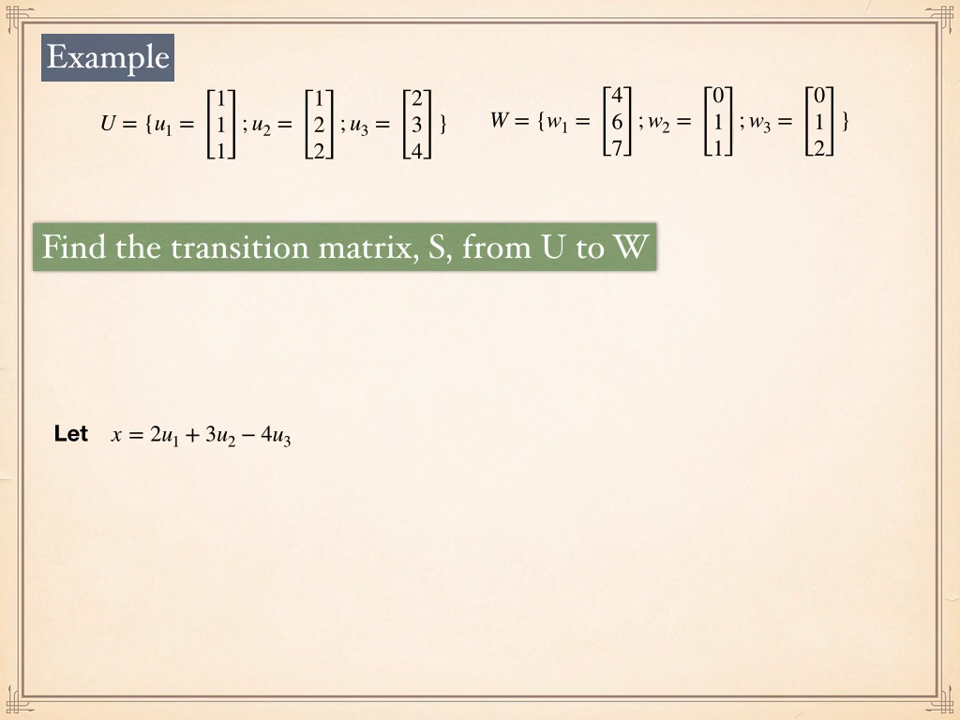 Example
U = {u₁ = [1 1 1] ; u₂ = [1 2 2] ; u₃ = [2 3 4] }
W = {w₁ = [4 6 7] ; w₂ = [0 1 1] ; w₃ = [0 1 2] }
Find the transition matrix, S, from U to W
Let x = 2u₁ + 3u₂ − 4u₃